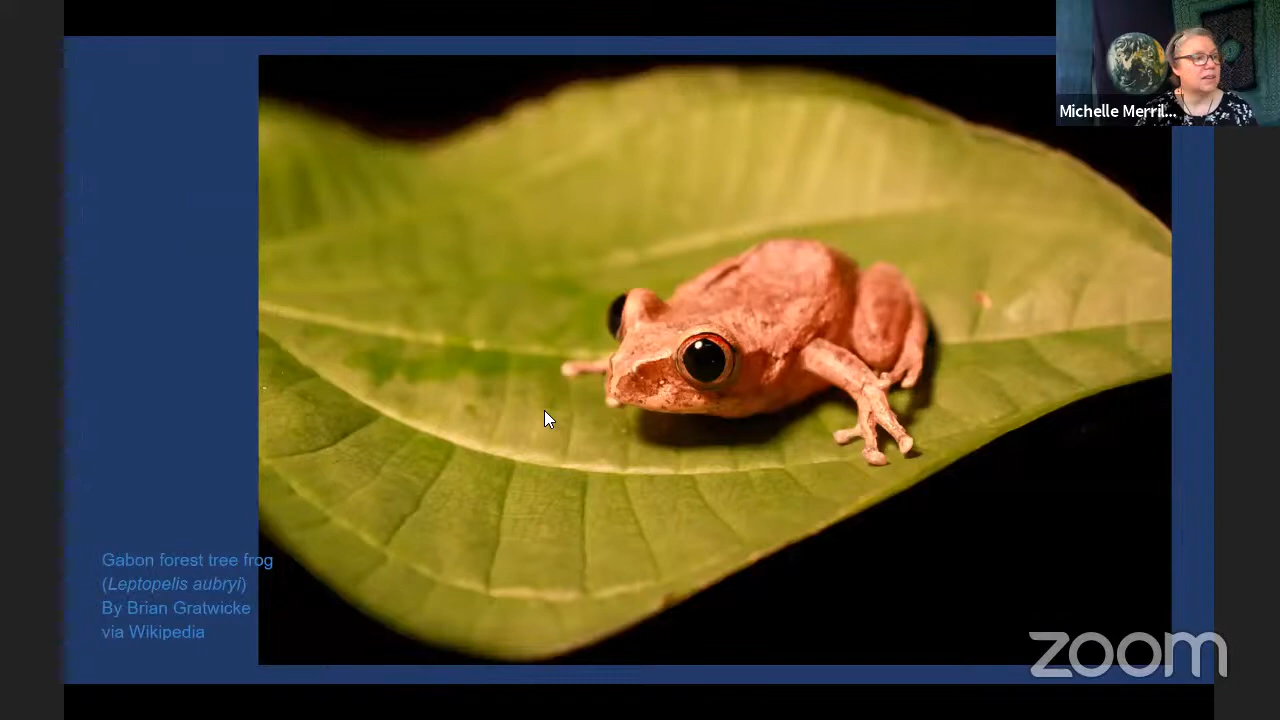 Michelle Merril...
Gabon forest tree frog
(Leptopelis aubryi)
By Brian Gratwicke
via Wikipedia
zoom